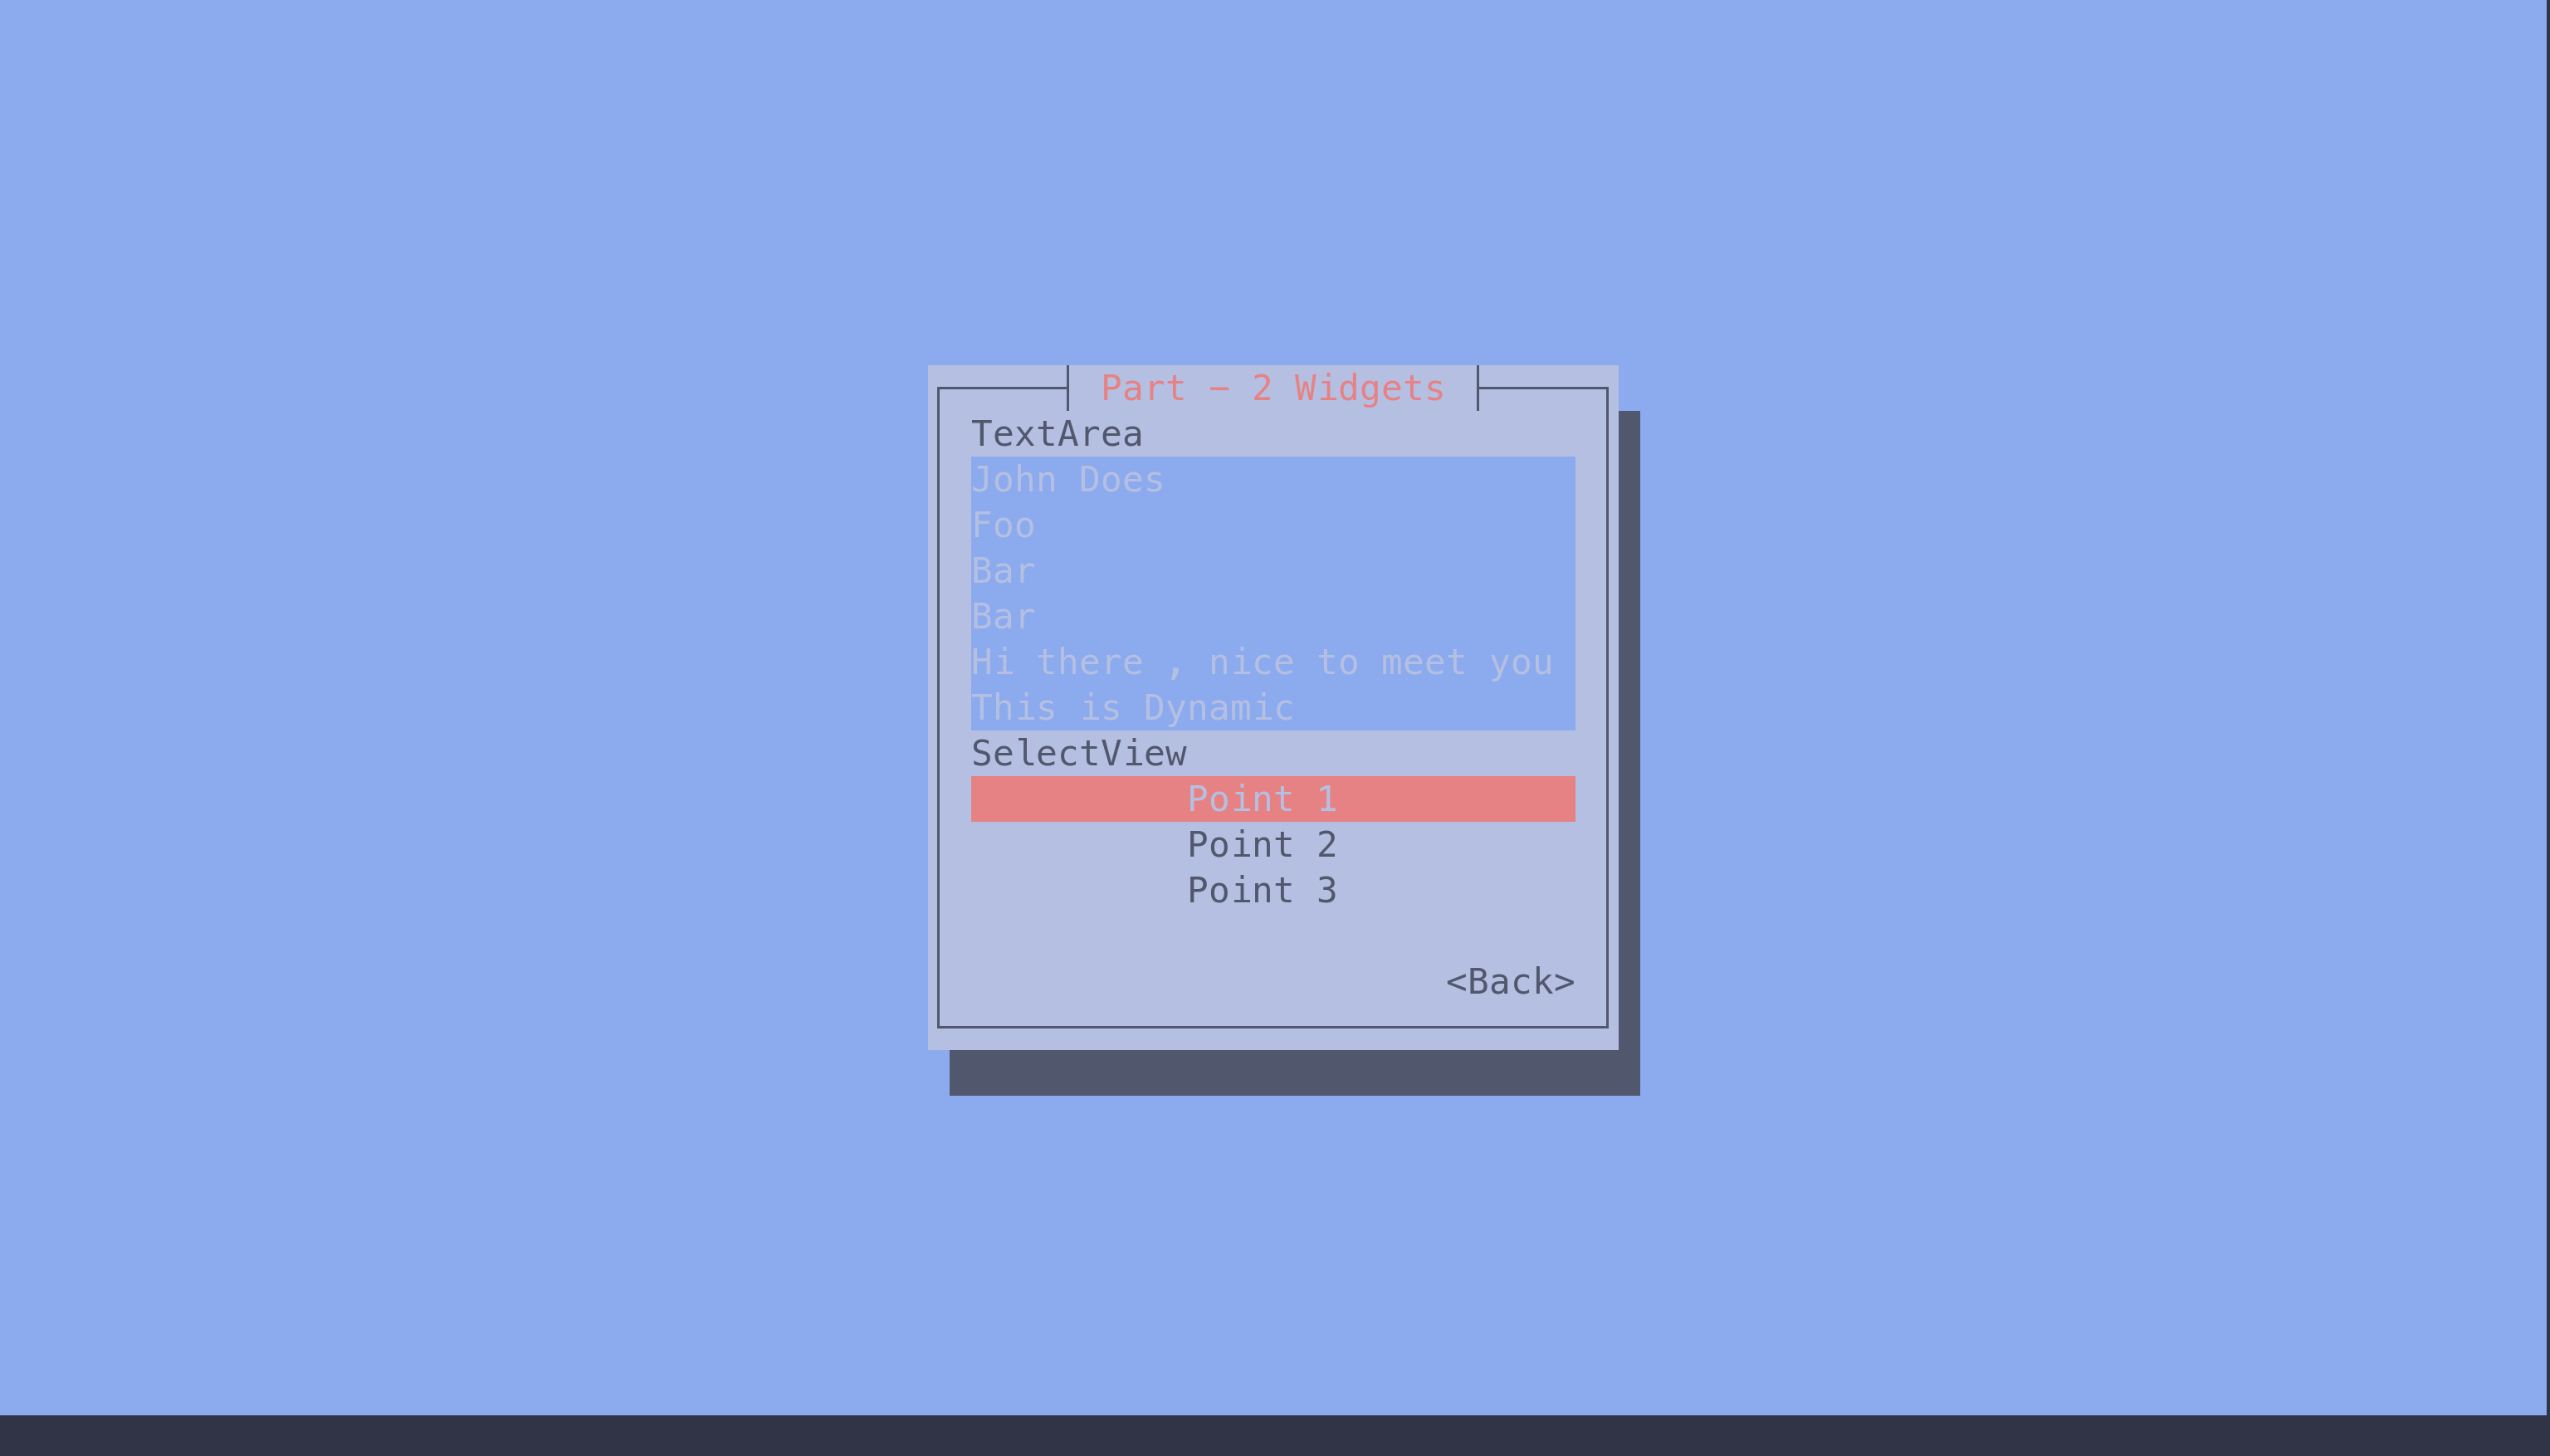 Part - 2 Widgets
TextArea
John Does
Foo
Bar
Bar
Hi there , nice to meet you
This is Dynamic
SelectView
Point 1
Point 2
Point 3
<Back>